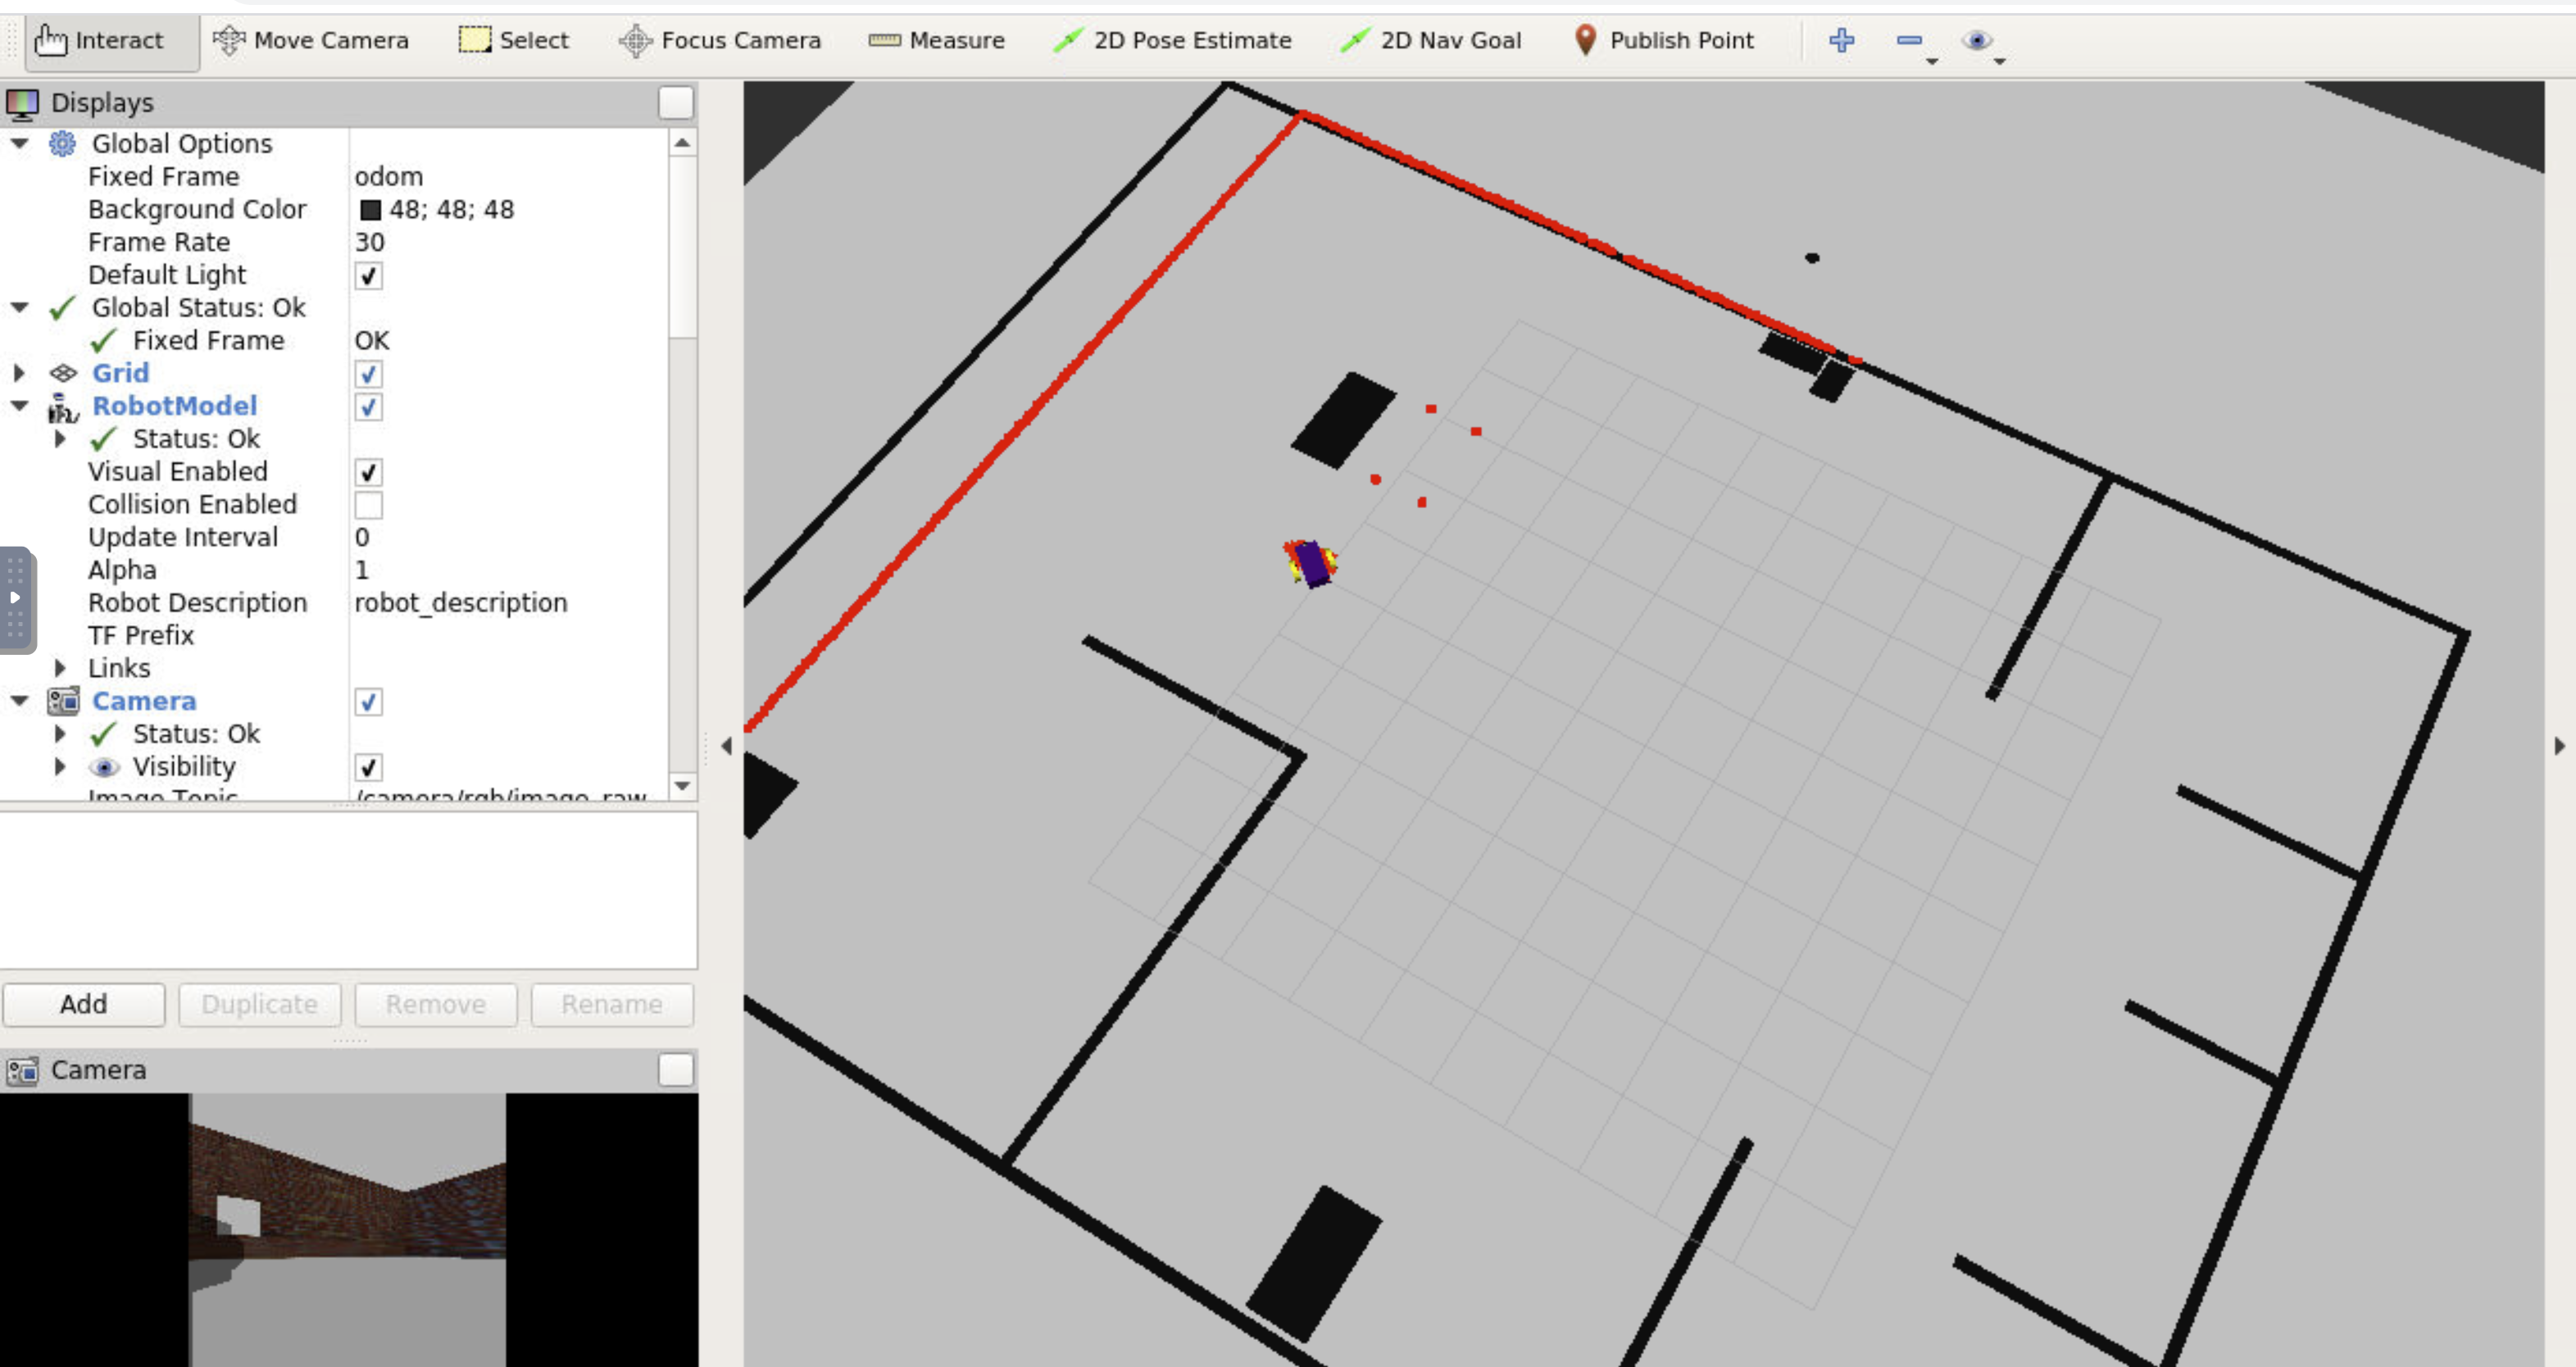 Interact Move Camera Select Focus Camera Measure 2D Pose Estimate 2D Nav Goal Publish Point
Displays
Global Options
Fixed Frame odom
Background Color 48; 48; 48
Frame Rate 30
Default Light
Global Status: Ok
Fixed Frame OK
Grid
RobotModel
Status: Ok
Visual Enabled
Collision Enabled
Update Interval 0
Alpha 1
Robot Description robot_description
TF Prefix
Links
Camera
Status: Ok
Visibility
Image Topic /camera/rgb/image_raw
Add Duplicate Remove Rename
Camera